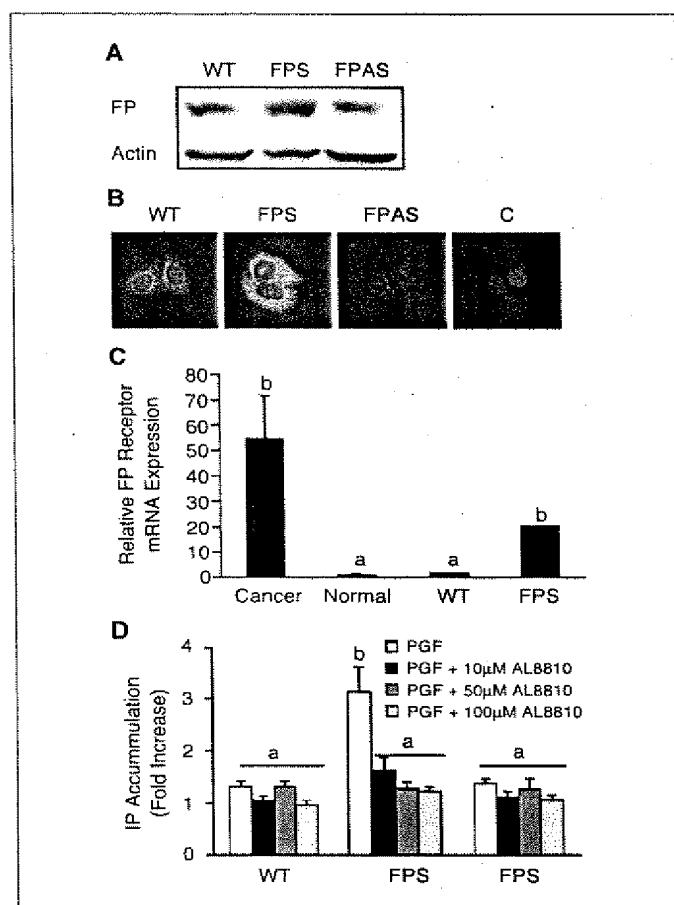 A
WT FPS FPAS
FP
Actin
B
WT FPS FPAS C
C
Relative FP Receptor
mRNA Expression
80
70
60
50
40
30
20
10
0
b
a
a
b
Cancer Normal WT FPS
D
IP Accummulation
(Fold Increase)
4
3
2
1
0
PGF
PGF + 10µM AL8810
PGF + 50µM AL8810
PGF + 100µM AL8810
a
b
a
a
WT FPS FPS